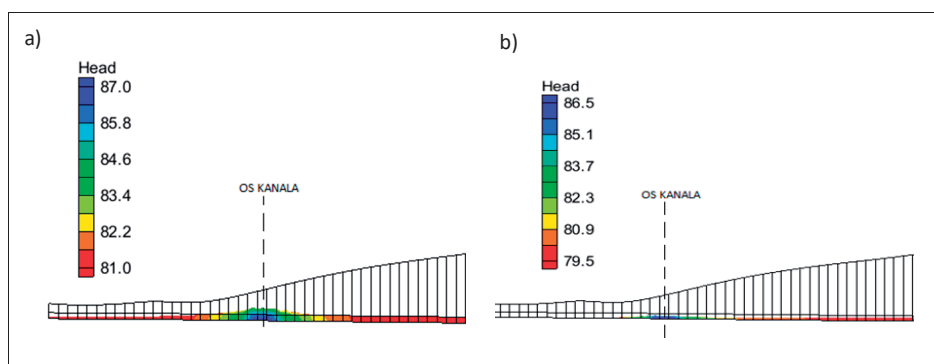 a)
Head
87.0
85.8
84.6
83.4
82.2
81.0
OS KANALA
b)
Head
86.5
85.1
83.7
82.3
80.9
79.5
OS KANALA